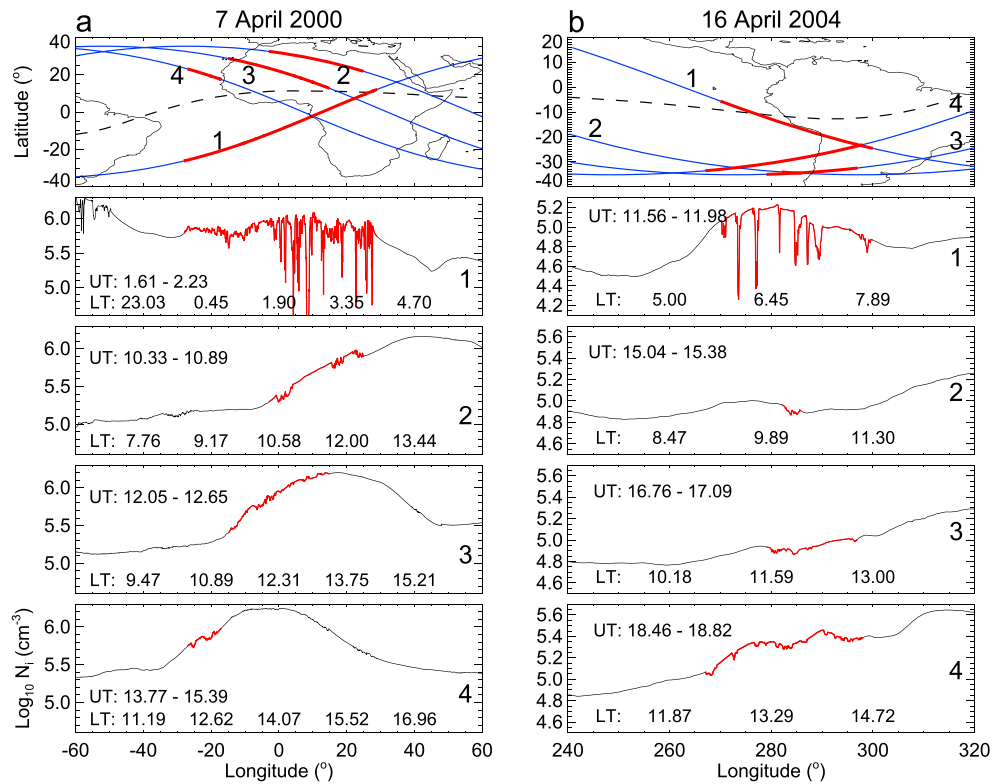 a 7 April 2000
b 16 April 2004
40
20
0
-20
-40
Latitude (°)
4 3 2
1
-60 -40 -20 0 20 40 60
20
10
0
-10
-20
-30
-40
1
2
4
3
6.0
5.5
5.0
UT: 1.61 - 2.23
LT: 23.03 0.45 1.90 3.35 4.70
1
5.2
5.0
4.8
4.6
4.4
4.2
UT: 11.56 - 11.98
LT: 5.00 6.45 7.89
1
6.0
5.5
5.0
UT: 10.33 - 10.89
LT: 7.76 9.17 10.58 12.00 13.44
2
5.6
5.4
5.2
5.0
4.8
4.6
UT: 15.04 - 15.38
LT: 8.47 9.89 11.30
2
6.0
5.5
5.0
UT: 12.05 - 12.65
LT: 9.47 10.89 12.31 13.75 15.21
3
5.6
5.4
5.2
5.0
4.8
4.6
UT: 16.76 - 17.09
LT: 10.18 11.59 13.00
3
6.0
5.5
5.0
Log₁₀ Nᵢ (cm⁻³)
UT: 13.77 - 15.39
LT: 11.19 12.62 14.07 15.52 16.96
4
-60 -40 -20 0 20 40 60
Longitude (°)
5.6
5.4
5.2
5.0
4.8
4.6
UT: 18.46 - 18.82
LT: 11.87 13.29 14.72
4
240 260 280 300 320
Longitude (°)